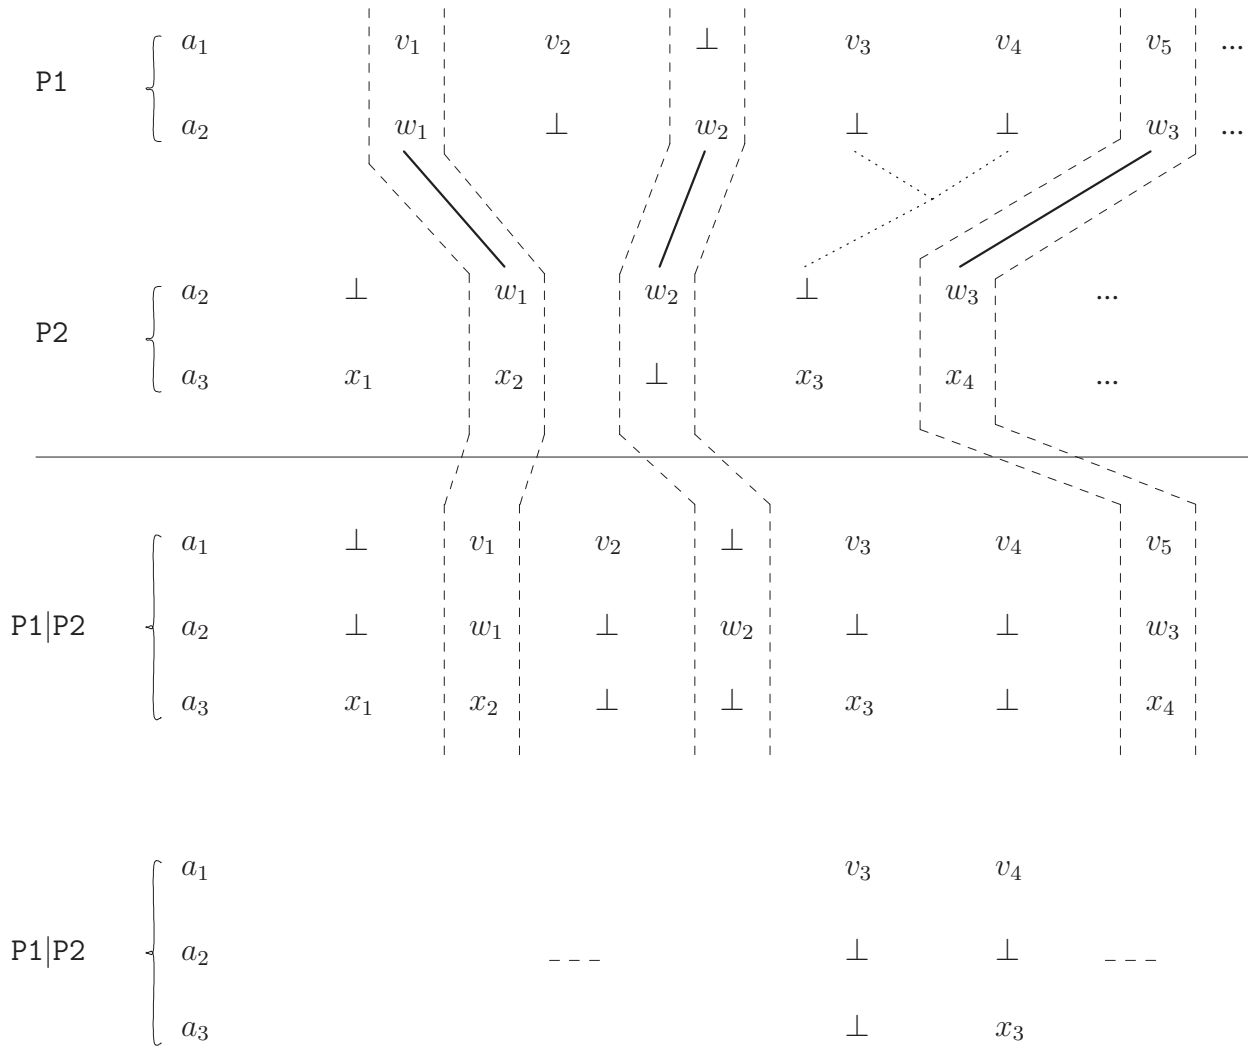 a₁ v₁ v₂ ⊥ v₃ v₄ v₅ ...
P1
a₂ w₁ ⊥ w₂ ⊥ ⊥ w₃ ...
a₂ ⊥ w₁ w₂ ⊥ w₃ ...
P2
a₃ x₁ x₂ ⊥ x₃ x₄ ...
a₁ ⊥ v₁ v₂ ⊥ v₃ v₄ v₅
P1|P2 a₂ ⊥ w₁ ⊥ w₂ ⊥ ⊥ w₃
a₃ x₁ x₂ ⊥ ⊥ x₃ ⊥ x₄
a₁ v₃ v₄
P1|P2 a₂ ⊥ ⊥
a₃ ⊥ x₃